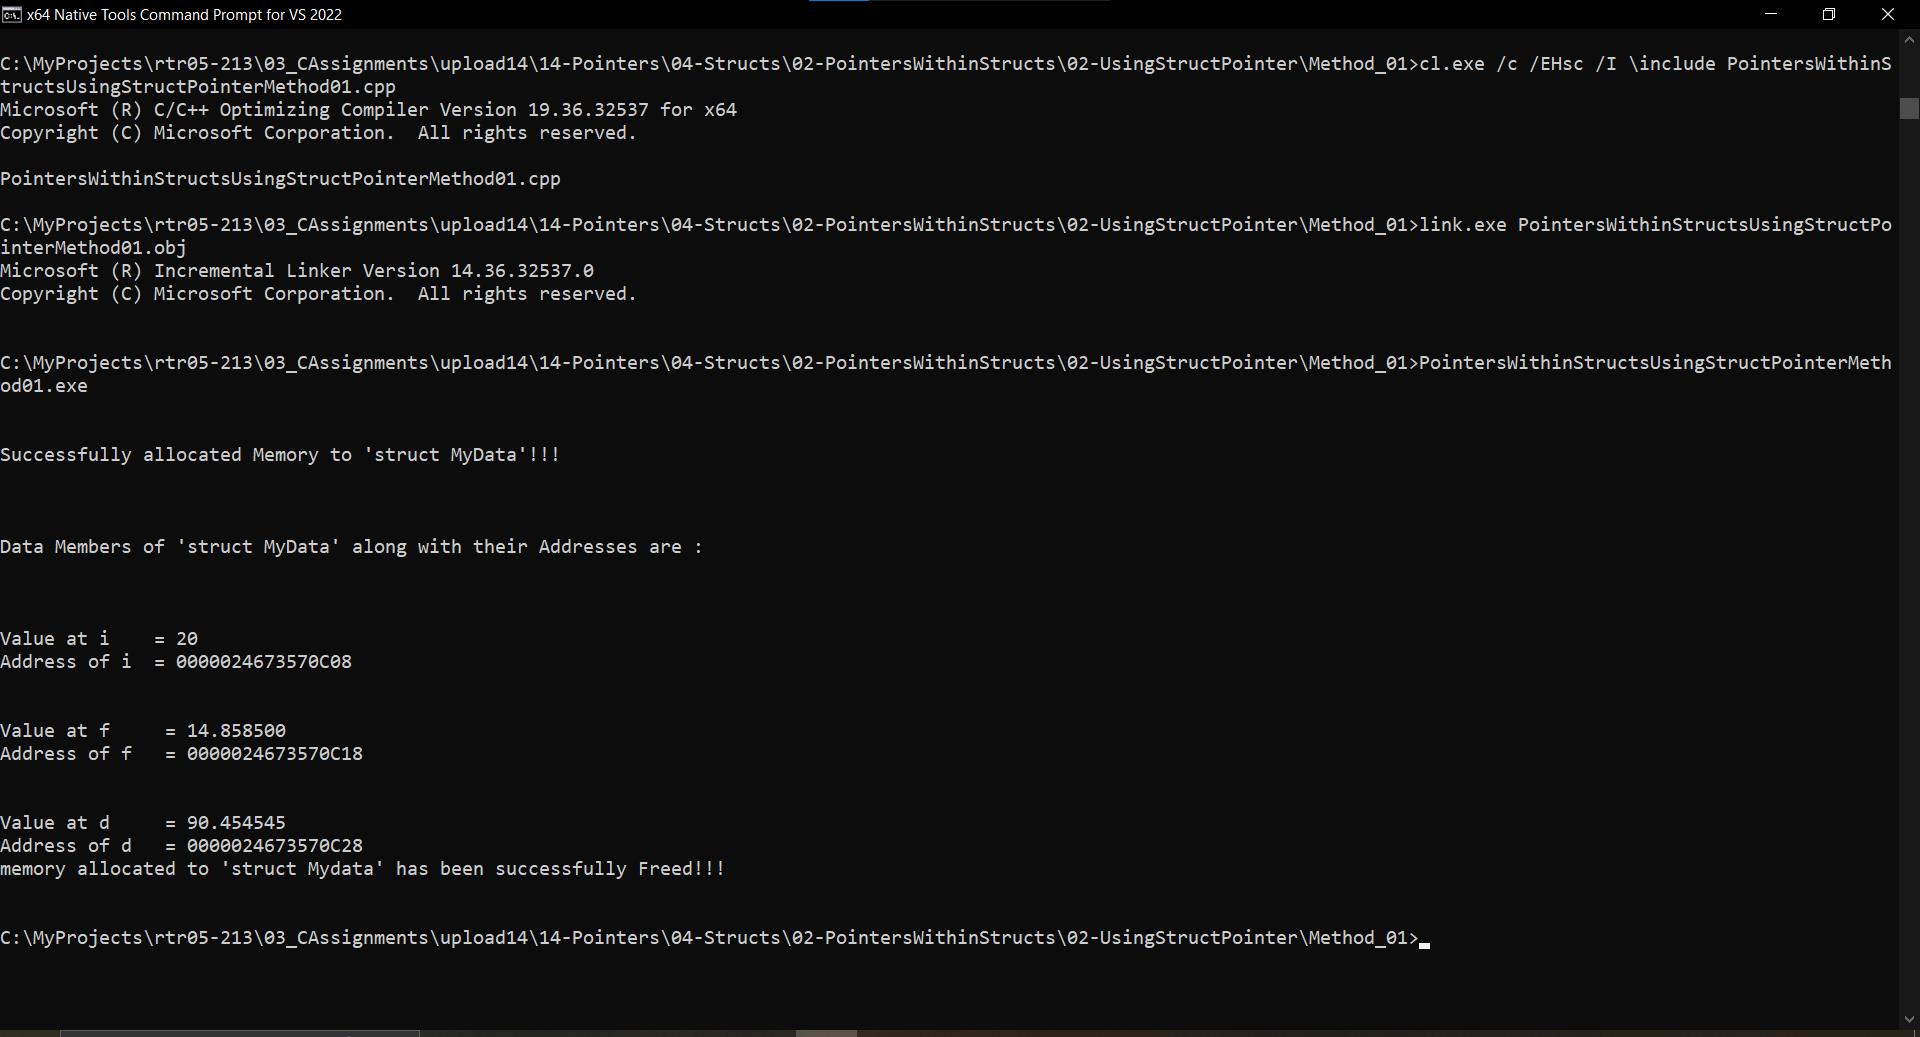 x64 Native Tools Command Prompt for VS 2022
C:\MyProjects\rtr05-213\03_CAssignments\upload14\14-Pointers\04-Structs\02-PointersWithinStructs\02-UsingStructPointer\Method_01>cl.exe /c /EHsc /I \include PointersWithinS
tructsUsingStructPointerMethod01.cpp
Microsoft (R) C/C++ Optimizing Compiler Version 19.36.32537 for x64
Copyright (C) Microsoft Corporation.  All rights reserved.
PointersWithinStructsUsingStructPointerMethod01.cpp
C:\MyProjects\rtr05-213\03_CAssignments\upload14\14-Pointers\04-Structs\02-PointersWithinStructs\02-UsingStructPointer\Method_01>link.exe PointersWithinStructsUsingStructPo
interMethod01.obj
Microsoft (R) Incremental Linker Version 14.36.32537.0
Copyright (C) Microsoft Corporation.  All rights reserved.
C:\MyProjects\rtr05-213\03_CAssignments\upload14\14-Pointers\04-Structs\02-PointersWithinStructs\02-UsingStructPointer\Method_01>PointersWithinStructsUsingStructPointerMeth
od01.exe
Successfully allocated Memory to 'struct MyData'!!!
Data Members of 'struct MyData' along with their Addresses are :
Value at i    = 20
Address of i  = 0000024673570C08
Value at f     = 14.858500
Address of f   = 0000024673570C18
Value at d     = 90.454545
Address of d   = 0000024673570C28
memory allocated to 'struct Mydata' has been successfully Freed!!!
C:\MyProjects\rtr05-213\03_CAssignments\upload14\14-Pointers\04-Structs\02-PointersWithinStructs\02-UsingStructPointer\Method_01>